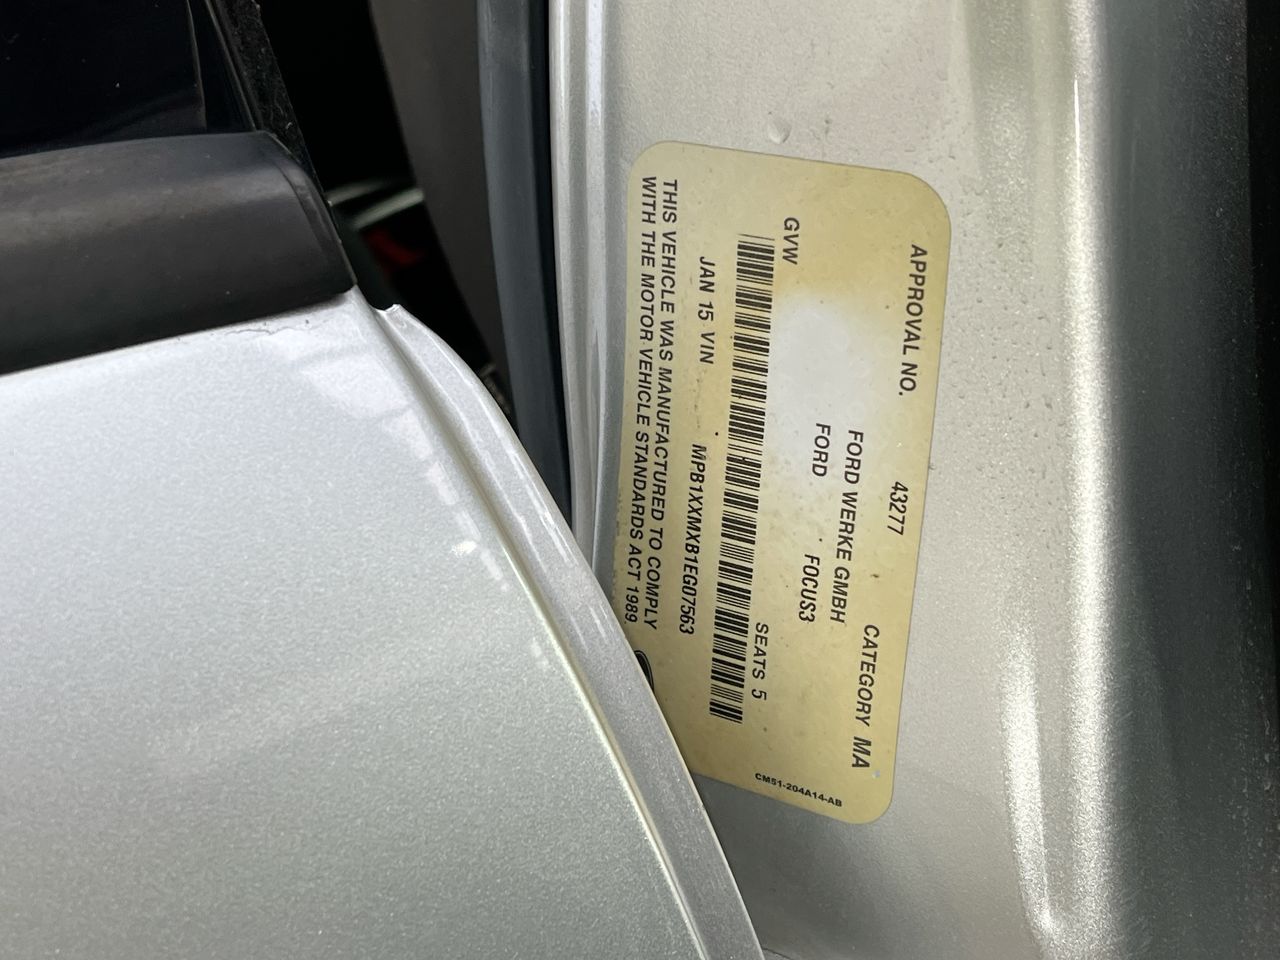 APPROVAL NO. 43277 CATEGORY MA
FORD WERKE GMBH
FORD FOCUS3
GVW SEATS 5
JAN 15 VIN MPB1XXMXB1EG07563
THIS VEHICLE WAS MANUFACTURED TO COMPLY
WITH THE MOTOR VEHICLE STANDARDS ACT 1989.
CM51-204A14-AB